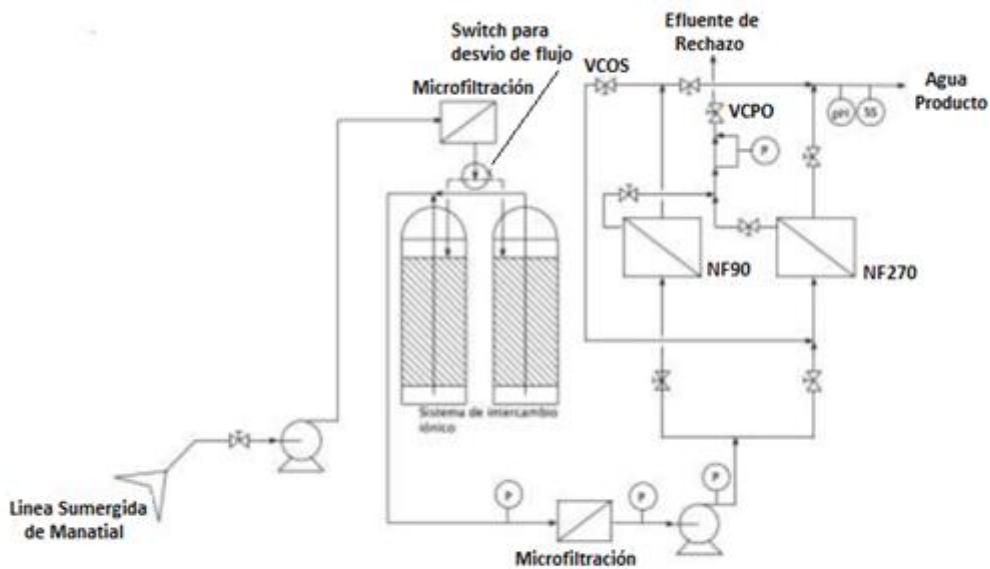 Switch para
desvio de flujo
Microfiltración
Efluente de
Rechazo
VCOS
VCPO
Agua
Producto
pH
SS
P
NF90
NF270
Sistema de intercambio
iónico
Linea Sumergida
de Manatial
P
P
P
Microfiltración